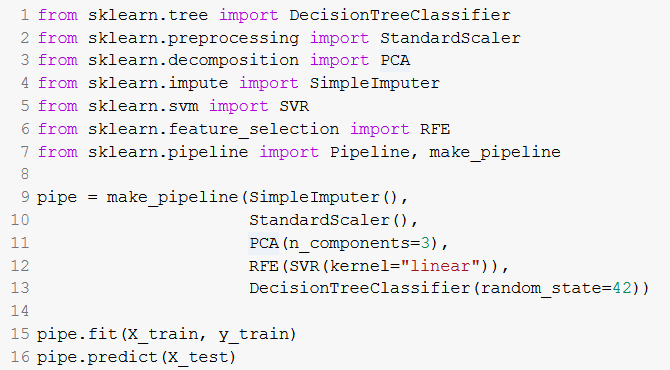 1 from sklearn.tree import DecisionTreeClassifier
2 from sklearn.preprocessing import StandardScaler
3 from sklearn.decomposition import PCA
4 from sklearn.impute import SimpleImputer
5 from sklearn.svm import SVR
6 from sklearn.feature_selection import RFE
7 from sklearn.pipeline import Pipeline, make_pipeline
8
9 pipe = make_pipeline(SimpleImputer(),
10                      StandardScaler(),
11                      PCA(n_components=3),
12                      RFE(SVR(kernel="linear")),
13                      DecisionTreeClassifier(random_state=42))
14
15 pipe.fit(X_train, y_train)
16 pipe.predict(X_test)